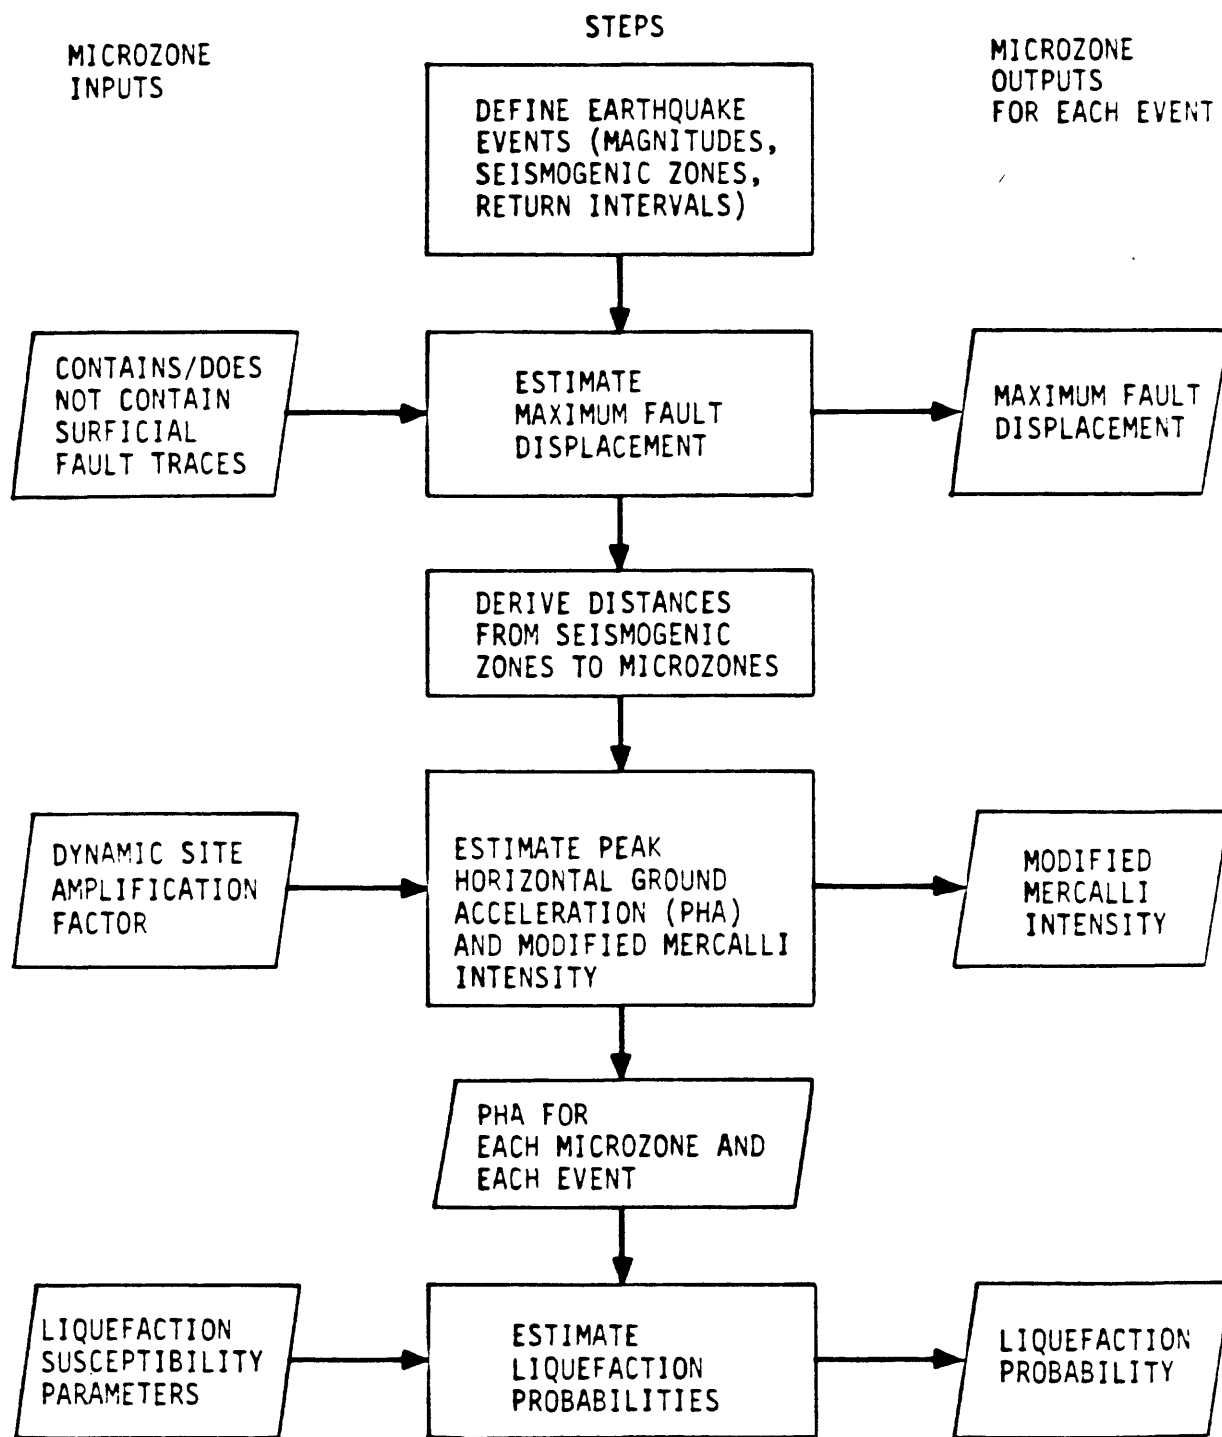 STEPS
MICROZONE
INPUTS
MICROZONE
OUTPUTS
FOR EACH EVENT
DEFINE EARTHQUAKE
EVENTS (MAGNITUDES,
SEISMOGENIC ZONES,
RETURN INTERVALS)
CONTAINS/DOES
NOT CONTAIN
SURFICIAL
FAULT TRACES
ESTIMATE
MAXIMUM FAULT
DISPLACEMENT
MAXIMUM FAULT
DISPLACEMENT
DERIVE DISTANCES
FROM SEISMOGENIC
ZONES TO MICROZONES
DYNAMIC SITE
AMPLIFICATION
FACTOR
ESTIMATE PEAK
HORIZONTAL GROUND
ACCELERATION (PHA)
AND MODIFIED MERCALLI
INTENSITY
MODIFIED
MERCALLI
INTENSITY
PHA FOR
EACH MICROZONE AND
EACH EVENT
LIQUEFACTION
SUSCEPTIBILITY
PARAMETERS
ESTIMATE
LIQUEFACTION
PROBABILITIES
LIQUEFACTION
PROBABILITY